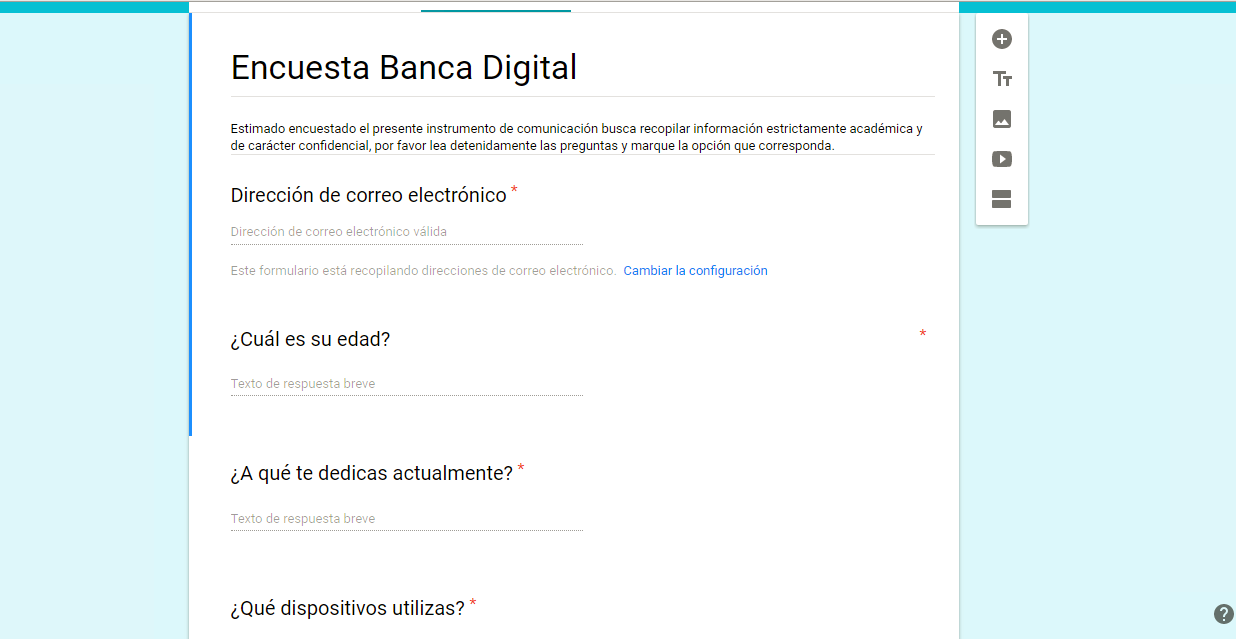 Encuesta Banca Digital
Estimado encuestado el presente instrumento de comunicación busca recopilar información estrictamente académica y
de carácter confidencial, por favor lea detenidamente las preguntas y marque la opción que corresponda.
Dirección de correo electrónico *
Dirección de correo electrónico válida
Este formulario está recopilando direcciones de correo electrónico. Cambiar la configuración
¿Cuál es su edad? *
Texto de respuesta breve
¿A qué te dedicas actualmente? *
Texto de respuesta breve
¿Qué dispositivos utilizas? *